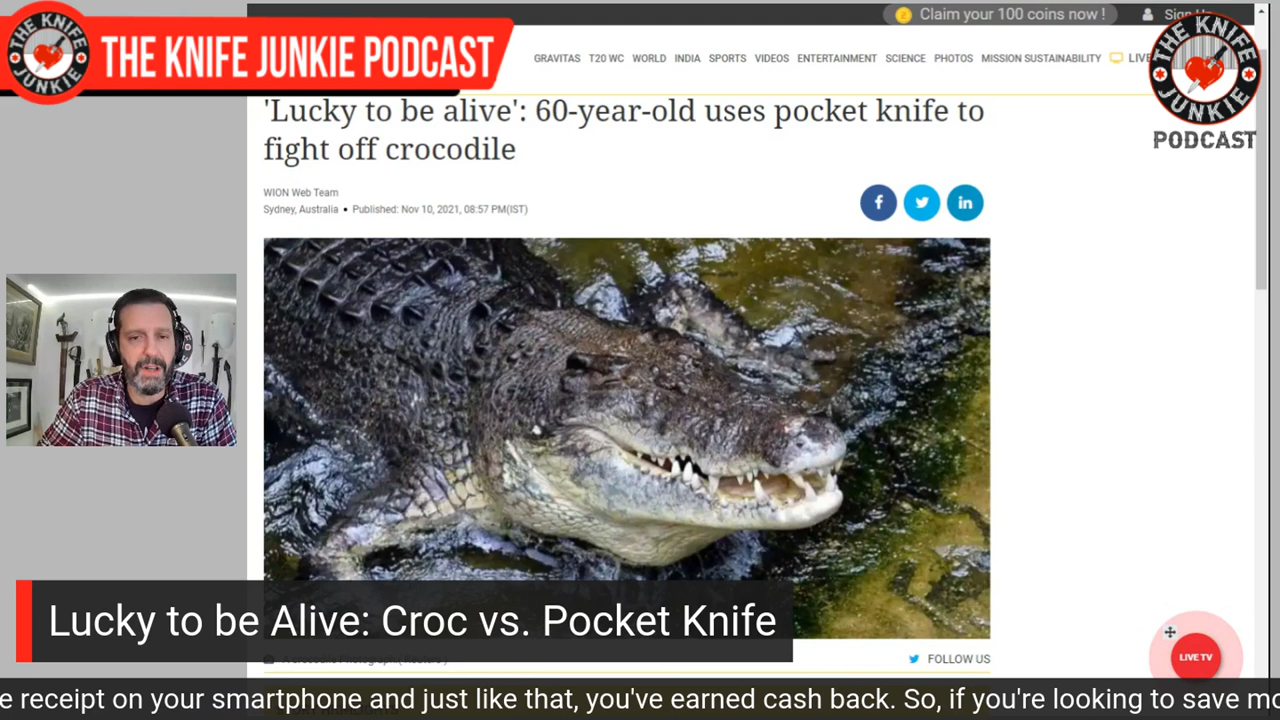 Claim your 100 coins now !
THE KNIFE JUNKIE
THE KNIFE JUNKIE PODCAST
GRAVITAS T20 WC WORLD INDIA SPORTS VIDEOS ENTERTAINMENT SCIENCE PHOTOS MISSION SUSTAINABILITY LIVE
THE KNIFE JUNKIE
PODCAST
'Lucky to be alive': 60-year-old uses pocket knife to
fight off crocodile
WION Web Team
Sydney, Australia • Published: Nov 10, 2021, 08:57 PM(IST)
Lucky to be Alive: Croc vs. Pocket Knife
FOLLOW US
LIVE TV
e receipt on your smartphone and just like that, you've earned cash back. So, if you're looking to save mo